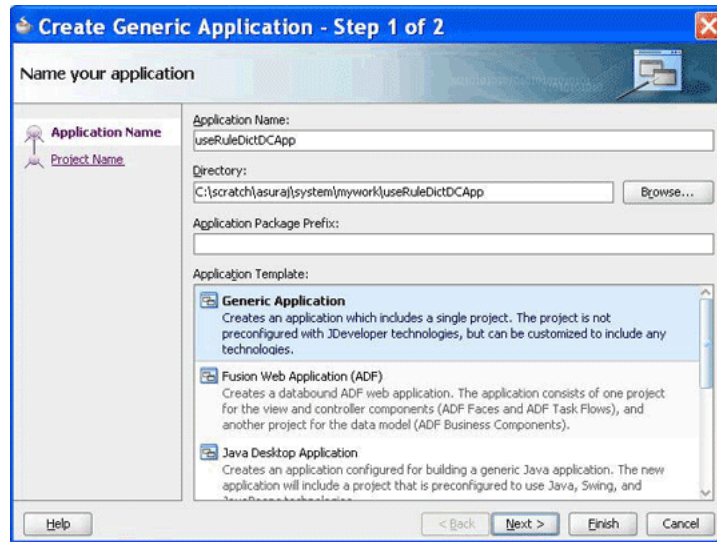 Create Generic Application - Step 1 of 2
Name your application
Application Name
Project Name
Application Name:
useRuleDictDCApp
Directory:
C:\scratch\asuraj\system\mywork\useRuleDictDCApp
Browse...
Application Package Prefix:
Application Template:
Generic Application
Creates an application which includes a single project. The project is not
preconfigured with JDeveloper technologies, but can be customized to include any
technologies.
Fusion Web Application (ADF)
Creates a databound ADF web application. The application consists of one project
for the view and controller components (ADF Faces and ADF Task Flows), and
another project for the data model (ADF Business Components).
Java Desktop Application
Creates an application configured for building a generic Java application. The new
application will include a project that is preconfigured to use Java, Swing, and
Help
< Back
Next >
Finish
Cancel